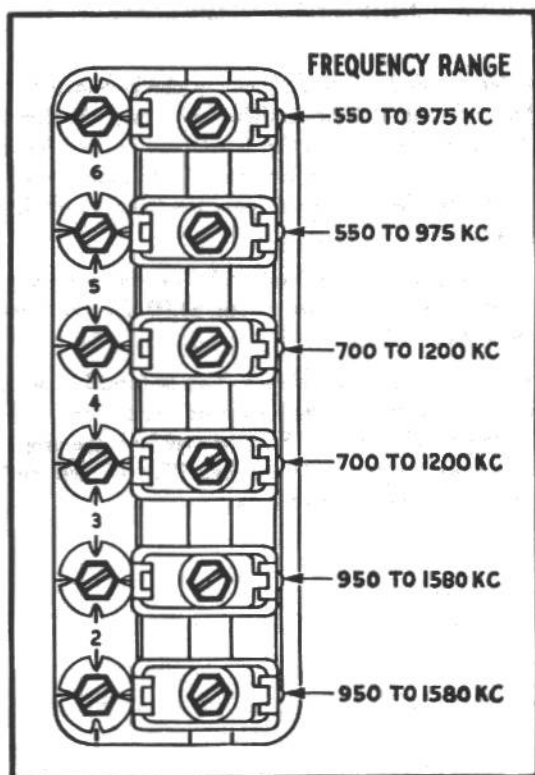 FREQUENCY RANGE
550 TO 975 KC
6
550 TO 975 KC
5
700 TO 1200 KC
4
700 TO 1200 KC
3
950 TO 1580 KC
2
950 TO 1580 KC